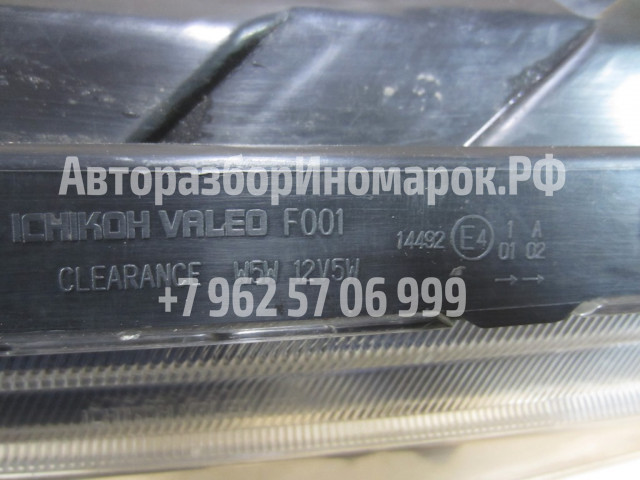 АвторазборИномарок.РФ
ICHIKOH VALEO F001
14492 E4 1 A
01 02
CLEARANCE W5W 12V5W →→
+7 962 57 06 999